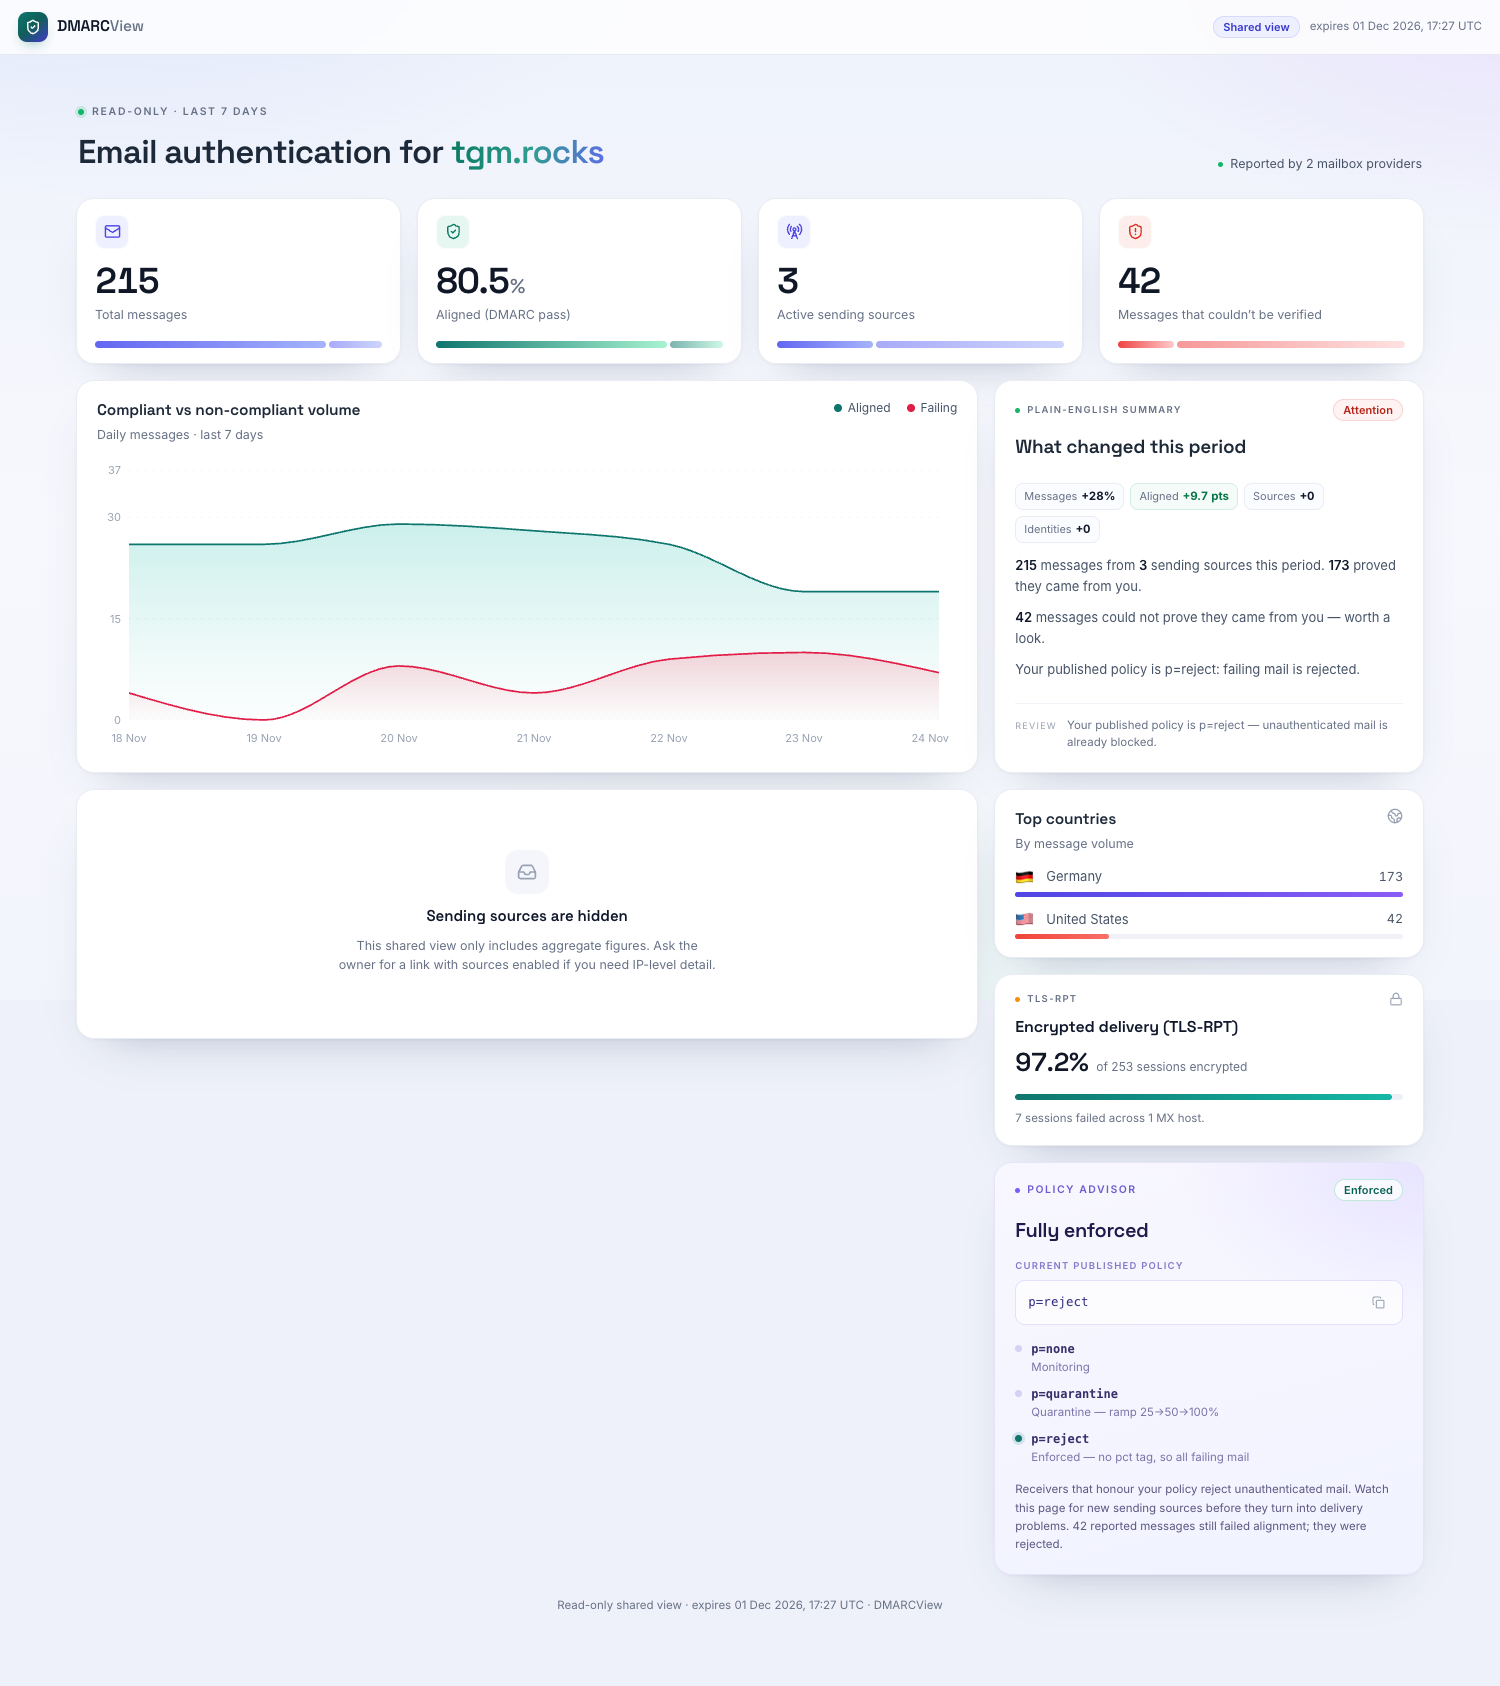 DMARCView
Shared view
expires 01 Dec 2026, 17:27 UTC
READ-ONLY · LAST 7 DAYS
Email authentication for tgm.rocks
Reported by 2 mailbox providers
215
Total messages
80.5%
Aligned (DMARC pass)
3
Active sending sources
42
Messages that couldn't be verified
Compliant vs non-compliant volume
Aligned
Failing
Daily messages · last 7 days
37
30
15
0
18 Nov
19 Nov
20 Nov
21 Nov
22 Nov
23 Nov
24 Nov
PLAIN-ENGLISH SUMMARY
Attention
What changed this period
Messages +28%
Aligned +9.7 pts
Sources +0
Identities +0
215 messages from 3 sending sources this period. 173 proved
they came from you.
42 messages could not prove they came from you — worth a
look.
Your published policy is p=reject: failing mail is rejected.
REVIEW
Your published policy is p=reject — unauthenticated mail is
already blocked.
Sending sources are hidden
This shared view only includes aggregate figures. Ask the
owner for a link with sources enabled if you need IP-level detail.
Top countries
By message volume
Germany
173
United States
42
TLS-RPT
Encrypted delivery (TLS-RPT)
97.2% of 253 sessions encrypted
7 sessions failed across 1 MX host.
POLICY ADVISOR
Enforced
Fully enforced
CURRENT PUBLISHED POLICY
p=reject
p=none
Monitoring
p=quarantine
Quarantine — ramp 25→50→100%
p=reject
Enforced — no pct tag, so all failing mail
Receivers that honour your policy reject unauthenticated mail. Watch
this page for new sending sources before they turn into delivery
problems. 42 reported messages still failed alignment; they were
rejected.
Read-only shared view · expires 01 Dec 2026, 17:27 UTC · DMARCView